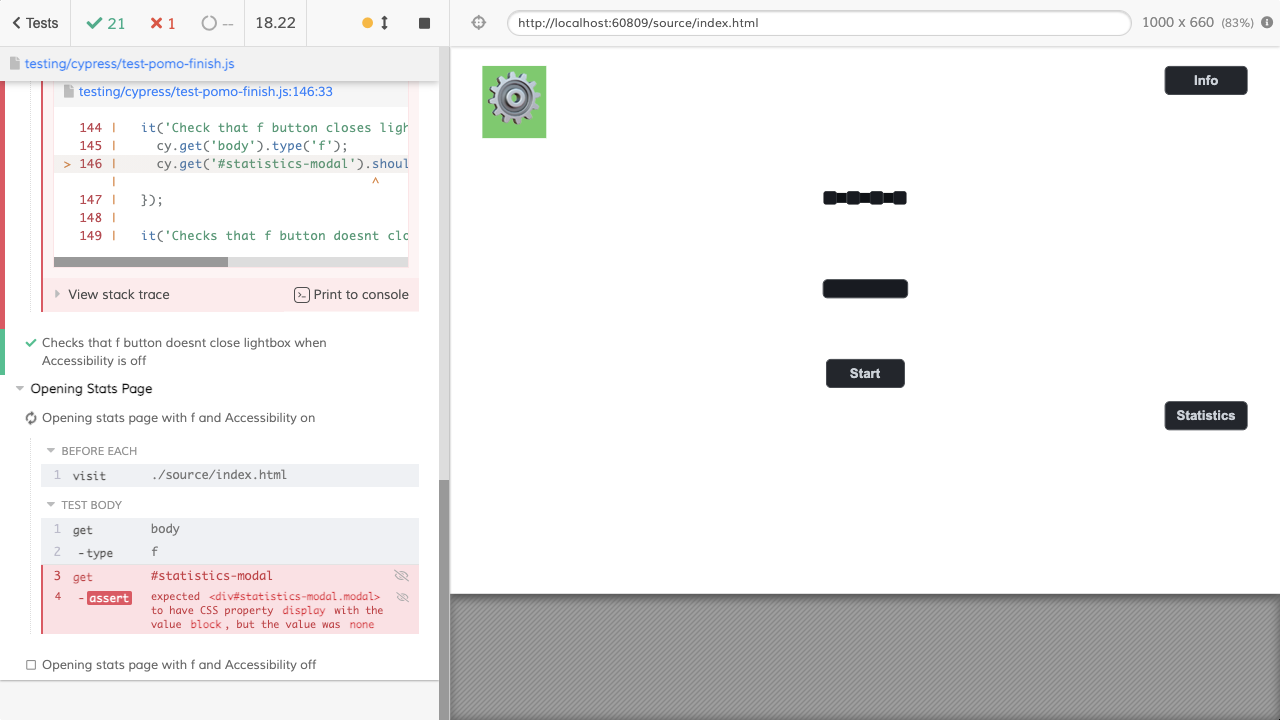 Tests
21
1
--
18.22
http://localhost:60809/source/index.html
1000 x 660 (83%)
testing/cypress/test-pomo-finish.js
testing/cypress/test-pomo-finish.js:146:33
144 | it('Check that f button closes ligh
145 | cy.get('body').type('f');
> 146 | cy.get('#statistics-modal').shoul
| ^
147 | });
148 |
149 | it('Checks that f button doesnt clo
View stack trace
Print to console
Checks that f button doesnt close lightbox when
Accessibility is off
Opening Stats Page
Opening stats page with f and Accessibility on
BEFORE EACH
1 visit ./source/index.html
TEST BODY
1 get body
2 -type f
3 get #statistics-modal
4 -assert expected <div#statistics-modal.modal>
to have CSS property display with the
value block, but the value was none
Opening stats page with f and Accessibility off
Info
Start
Statistics